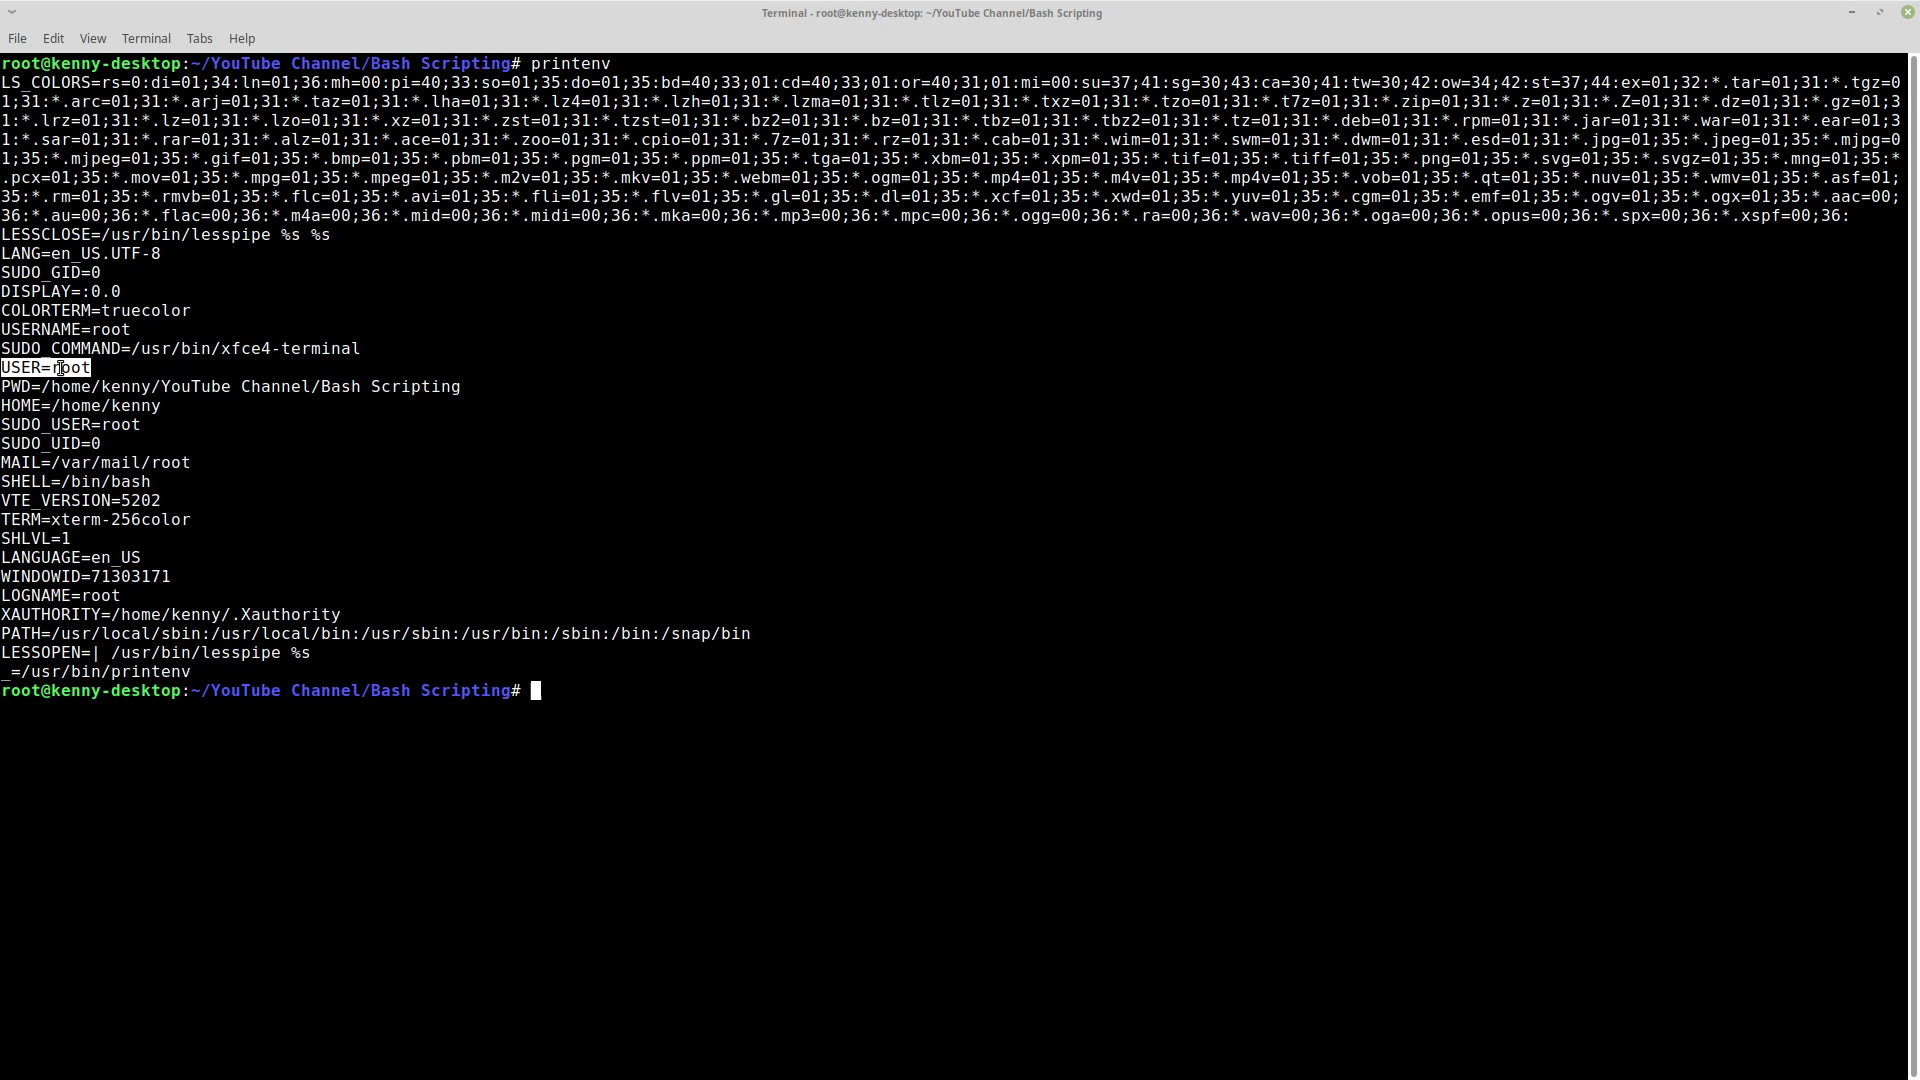 Terminal - root@kenny-desktop: ~/YouTube Channel/Bash Scripting
File Edit View Terminal Tabs Help
root@kenny-desktop:~/YouTube Channel/Bash Scripting# printenv
LS_COLORS=rs=0:di=01;34:ln=01;36:mh=00:pi=40;33:so=01;35:do=01;35:bd=40;33;01:cd=40;33;01:or=40;31;01:mi=00:su=37;41:sg=30;43:ca=30;41:tw=30;42:ow=34;42:st=37;44:ex=01;32:*.tar=01;31:*.tgz=0
1;31:*.arc=01;31:*.arj=01;31:*.taz=01;31:*.lha=01;31:*.lz4=01;31:*.lzh=01;31:*.lzma=01;31:*.tlz=01;31:*.txz=01;31:*.tzo=01;31:*.t7z=01;31:*.zip=01;31:*.z=01;31:*.Z=01;31:*.dz=01;31:*.gz=01;3
1:*.lrz=01;31:*.lz=01;31:*.lzo=01;31:*.xz=01;31:*.zst=01;31:*.tzst=01;31:*.bz2=01;31:*.bz=01;31:*.tbz=01;31:*.tbz2=01;31:*.tz=01;31:*.deb=01;31:*.rpm=01;31:*.jar=01;31:*.war=01;31:*.ear=01;3
1:*.sar=01;31:*.rar=01;31:*.alz=01;31:*.ace=01;31:*.zoo=01;31:*.cpio=01;31:*.7z=01;31:*.rz=01;31:*.cab=01;31:*.wim=01;31:*.swm=01;31:*.dwm=01;31:*.esd=01;31:*.jpg=01;35:*.jpeg=01;35:*.mjpg=0
1;35:*.mjpeg=01;35:*.gif=01;35:*.bmp=01;35:*.pbm=01;35:*.pgm=01;35:*.ppm=01;35:*.tga=01;35:*.xbm=01;35:*.xpm=01;35:*.tif=01;35:*.tiff=01;35:*.png=01;35:*.svg=01;35:*.svgz=01;35:*.mng=01;35:*
.pcx=01;35:*.mov=01;35:*.mpg=01;35:*.mpeg=01;35:*.m2v=01;35:*.mkv=01;35:*.webm=01;35:*.ogm=01;35:*.mp4=01;35:*.m4v=01;35:*.mp4v=01;35:*.vob=01;35:*.qt=01;35:*.nuv=01;35:*.wmv=01;35:*.asf=01;
35:*.rm=01;35:*.rmvb=01;35:*.flc=01;35:*.avi=01;35:*.fli=01;35:*.flv=01;35:*.gl=01;35:*.dl=01;35:*.xcf=01;35:*.xwd=01;35:*.yuv=01;35:*.cgm=01;35:*.emf=01;35:*.ogv=01;35:*.ogx=01;35:*.aac=00;
36:*.au=00;36:*.flac=00;36:*.m4a=00;36:*.mid=00;36:*.midi=00;36:*.mka=00;36:*.mp3=00;36:*.mpc=00;36:*.ogg=00;36:*.ra=00;36:*.wav=00;36:*.oga=00;36:*.opus=00;36:*.spx=00;36:*.xspf=00;36:
LESSCLOSE=/usr/bin/lesspipe %s %s
LANG=en_US.UTF-8
SUDO_GID=0
DISPLAY=:0.0
COLORTERM=truecolor
USERNAME=root
SUDO_COMMAND=/usr/bin/xfce4-terminal
USER=root
PWD=/home/kenny/YouTube Channel/Bash Scripting
HOME=/home/kenny
SUDO_USER=root
SUDO_UID=0
MAIL=/var/mail/root
SHELL=/bin/bash
VTE_VERSION=5202
TERM=xterm-256color
SHLVL=1
LANGUAGE=en_US
WINDOWID=71303171
LOGNAME=root
XAUTHORITY=/home/kenny/.Xauthority
PATH=/usr/local/sbin:/usr/local/bin:/usr/sbin:/usr/bin:/sbin:/bin:/snap/bin
LESSOPEN=| /usr/bin/lesspipe %s
_=/usr/bin/printenv
root@kenny-desktop:~/YouTube Channel/Bash Scripting#